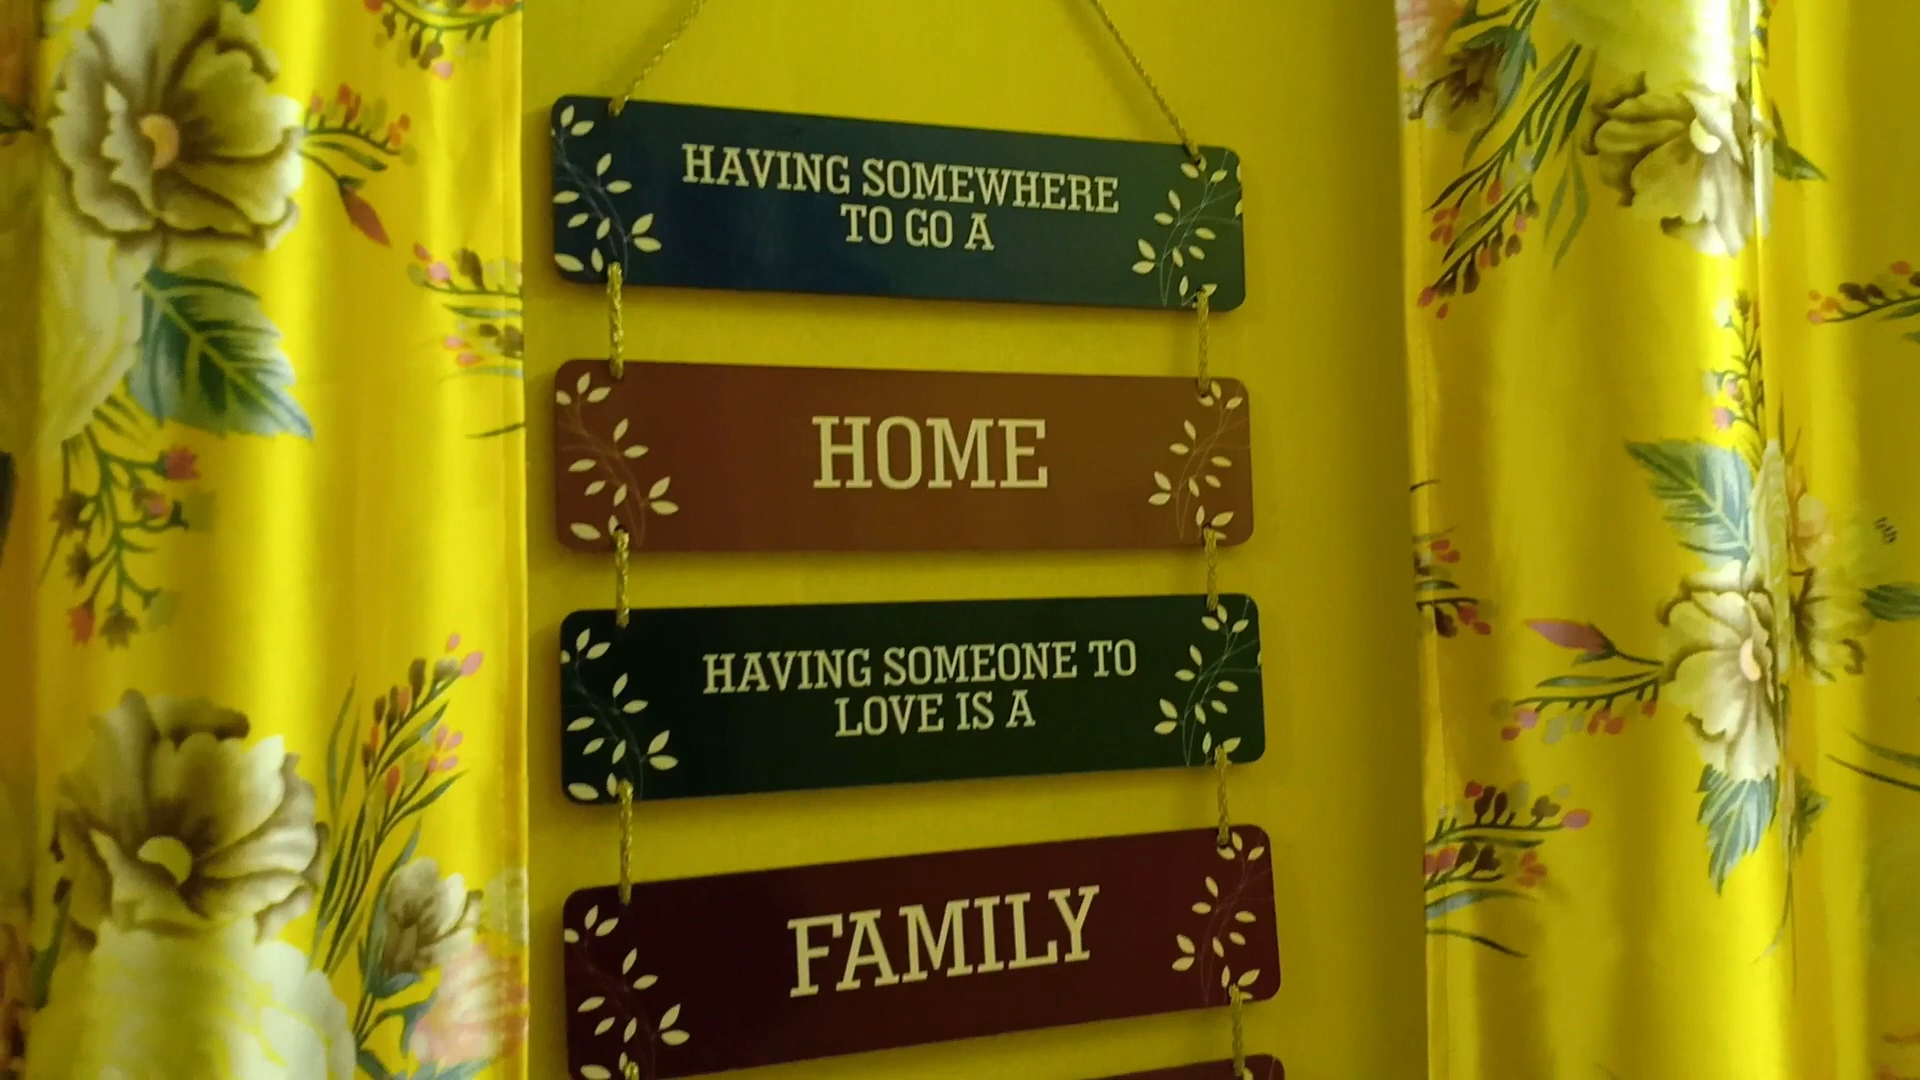 HAVING SOMEWHERE
TO GO A
HOME
HAVING SOMEONE TO
LOVE IS A
FAMILY